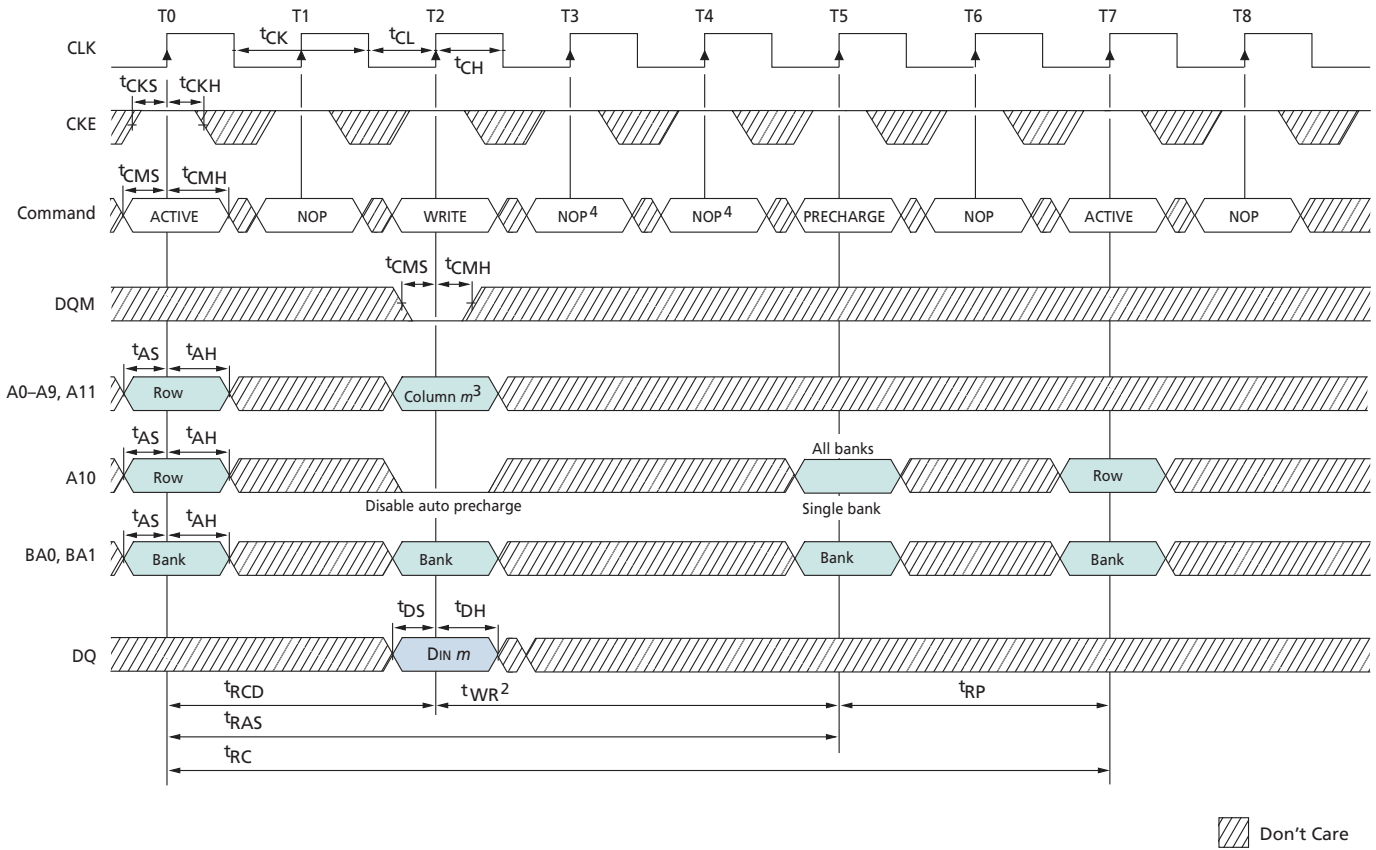 T0 T1 T2 T3 T4 T5 T6 T7 T8
CLK
tCK tCL
tCH
tCKS tCKH
CKE
tCMS tCMH
Command ACTIVE NOP WRITE NOP4 NOP4 PRECHARGE NOP ACTIVE NOP
tCMS tCMH
DQM
tAS tAH
A0–A9, A11 Row Column m3
tAS tAH
All banks
A10 Row Row
Disable auto precharge Single bank
tAS tAH
BA0, BA1 Bank Bank Bank Bank
tDS tDH
DQ DIN m
tRCD tWR2 tRP
tRAS
tRC
Don't Care